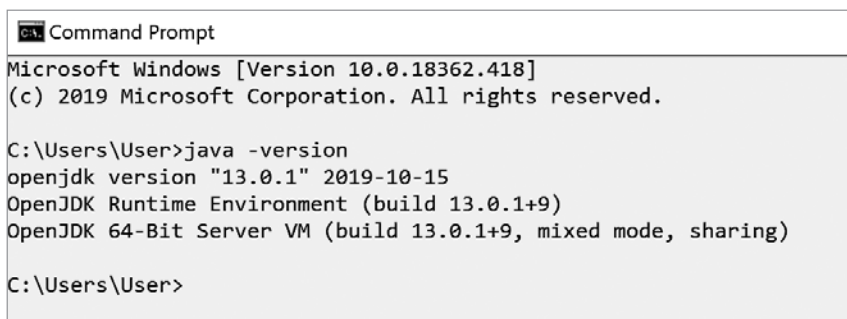 Command Prompt
Microsoft Windows [Version 10.0.18362.418]
(c) 2019 Microsoft Corporation. All rights reserved.
C:\Users\User>java -version
openjdk version "13.0.1" 2019-10-15
OpenJDK Runtime Environment (build 13.0.1+9)
OpenJDK 64-Bit Server VM (build 13.0.1+9, mixed mode, sharing)
C:\Users\User>